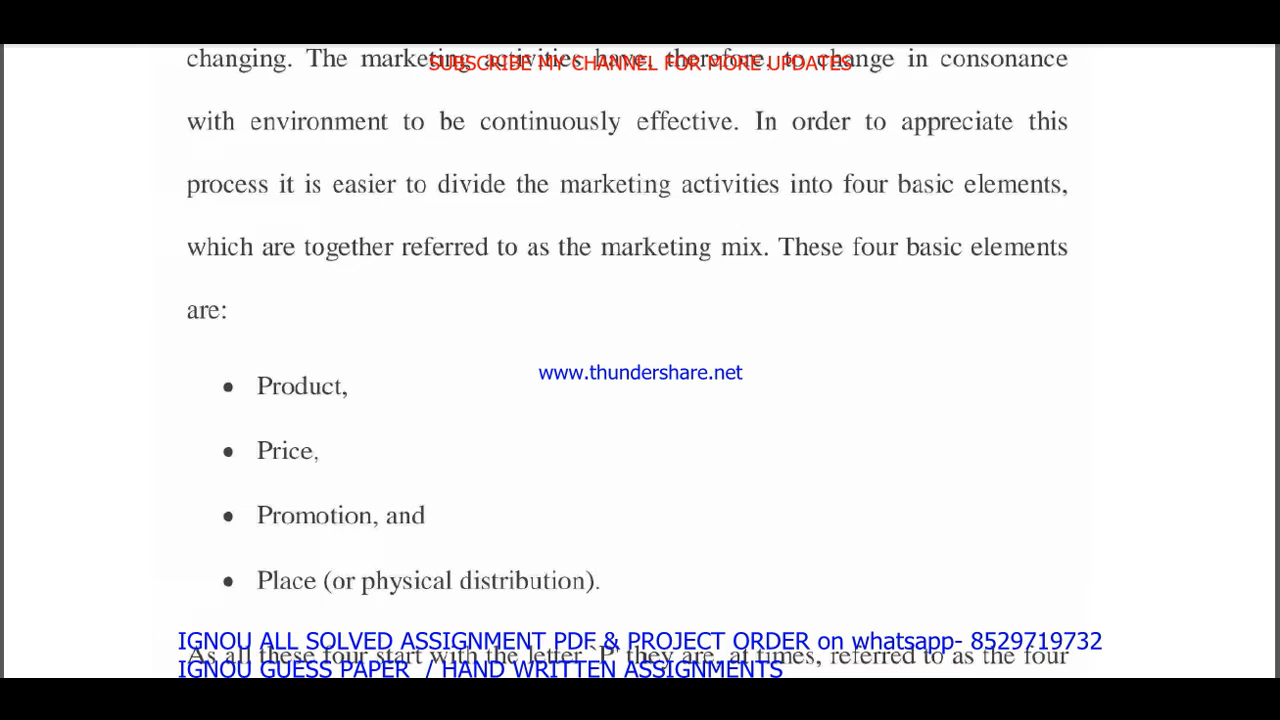 changing. The marketing activities have, therefore, to change in consonance
SUBSCRIBE MY CHANNEL FOR MORE UPDATES
with environment to be continuously effective. In order to appreciate this
process it is easier to divide the marketing activities into four basic elements,
which are together referred to as the marketing mix. These four basic elements
are:
www.thundershare.net
• Product,
• Price,
• Promotion, and
• Place (or physical distribution).
IGNOU ALL SOLVED ASSIGNMENT PDF & PROJECT ORDER on whatsapp- 8529719732
As all these four start with the letter 'P' they are, at times, referred to as the four
IGNOU GUESS PAPER / HAND WRITTEN ASSIGNMENTS